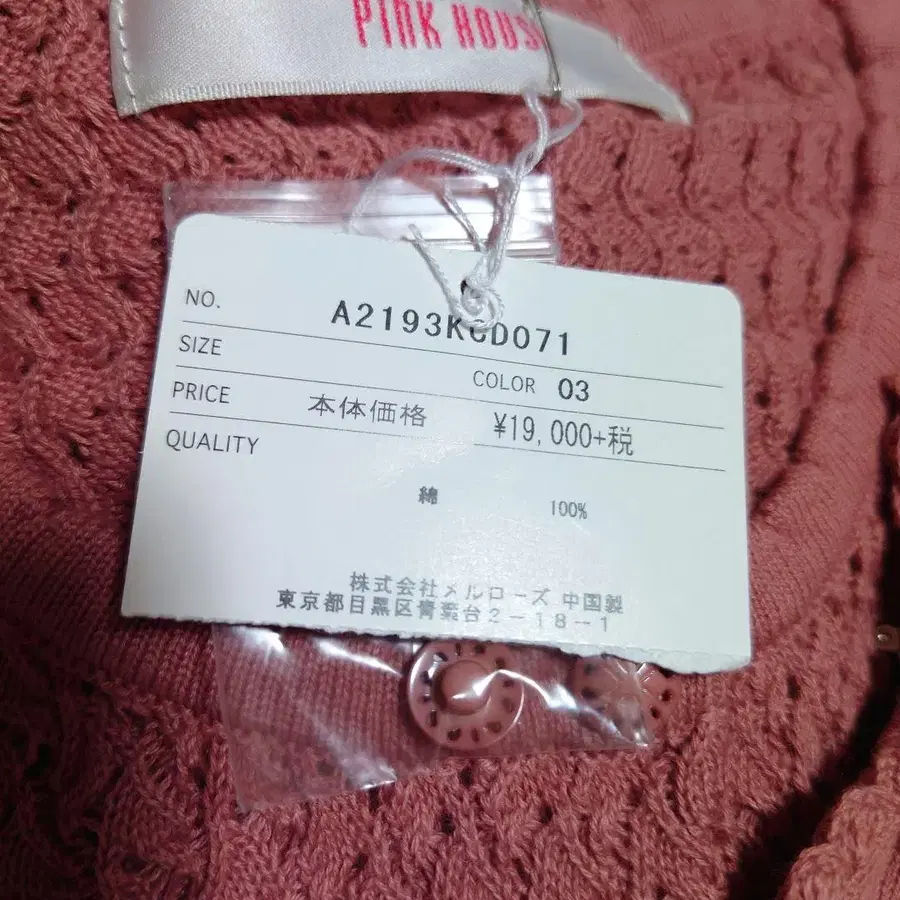 PINK HOUS
NO. A2193KCD071
SIZE
COLOR 03
PRICE 本体価格 ¥19,000+税
QUALITY
綿 100%
株式会社メルローズ 中国製
東京都目黒区青葉台2-18-1